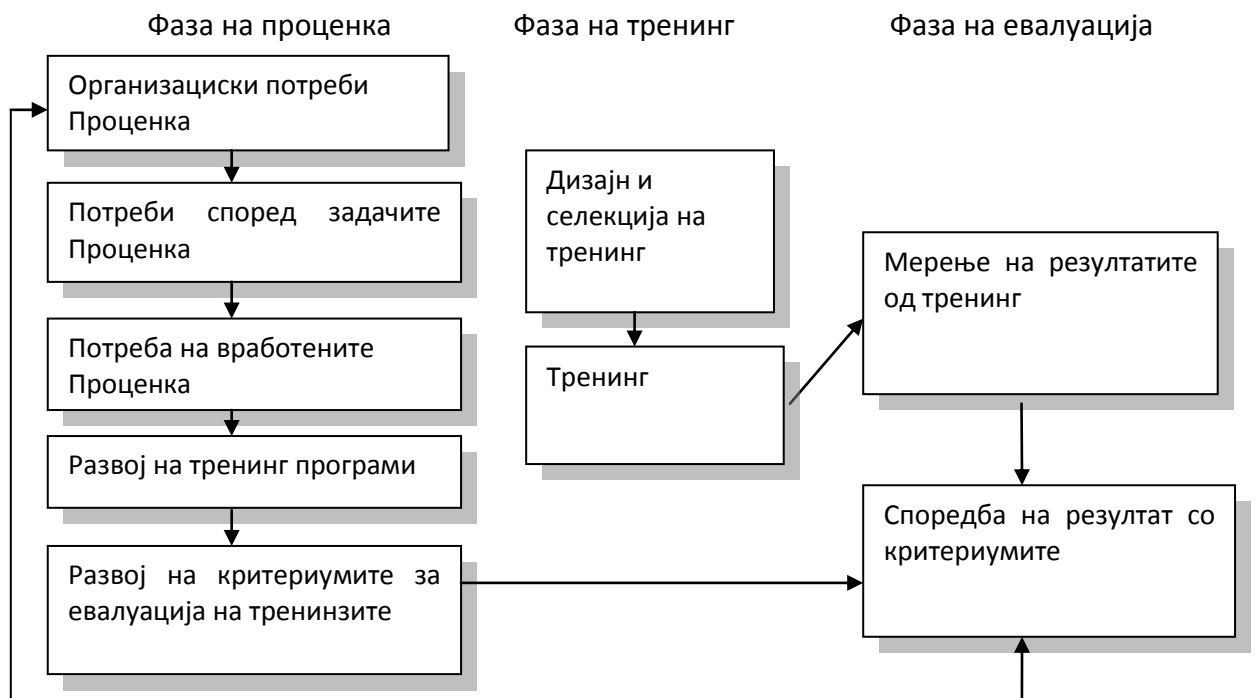 Фаза на проценка
Фаза на тренинг
Фаза на евалуација
Организациски потреби
Проценка
Потреби според задачите
Проценка
Потреба на вработените
Проценка
Развој на тренинг програми
Развој на критериумите за
евалуација на тренинзите
Дизајн и
селекција на
тренинг
Тренинг
Мерење на резултатите
од тренинг
Споредба на резултат со
критериумите